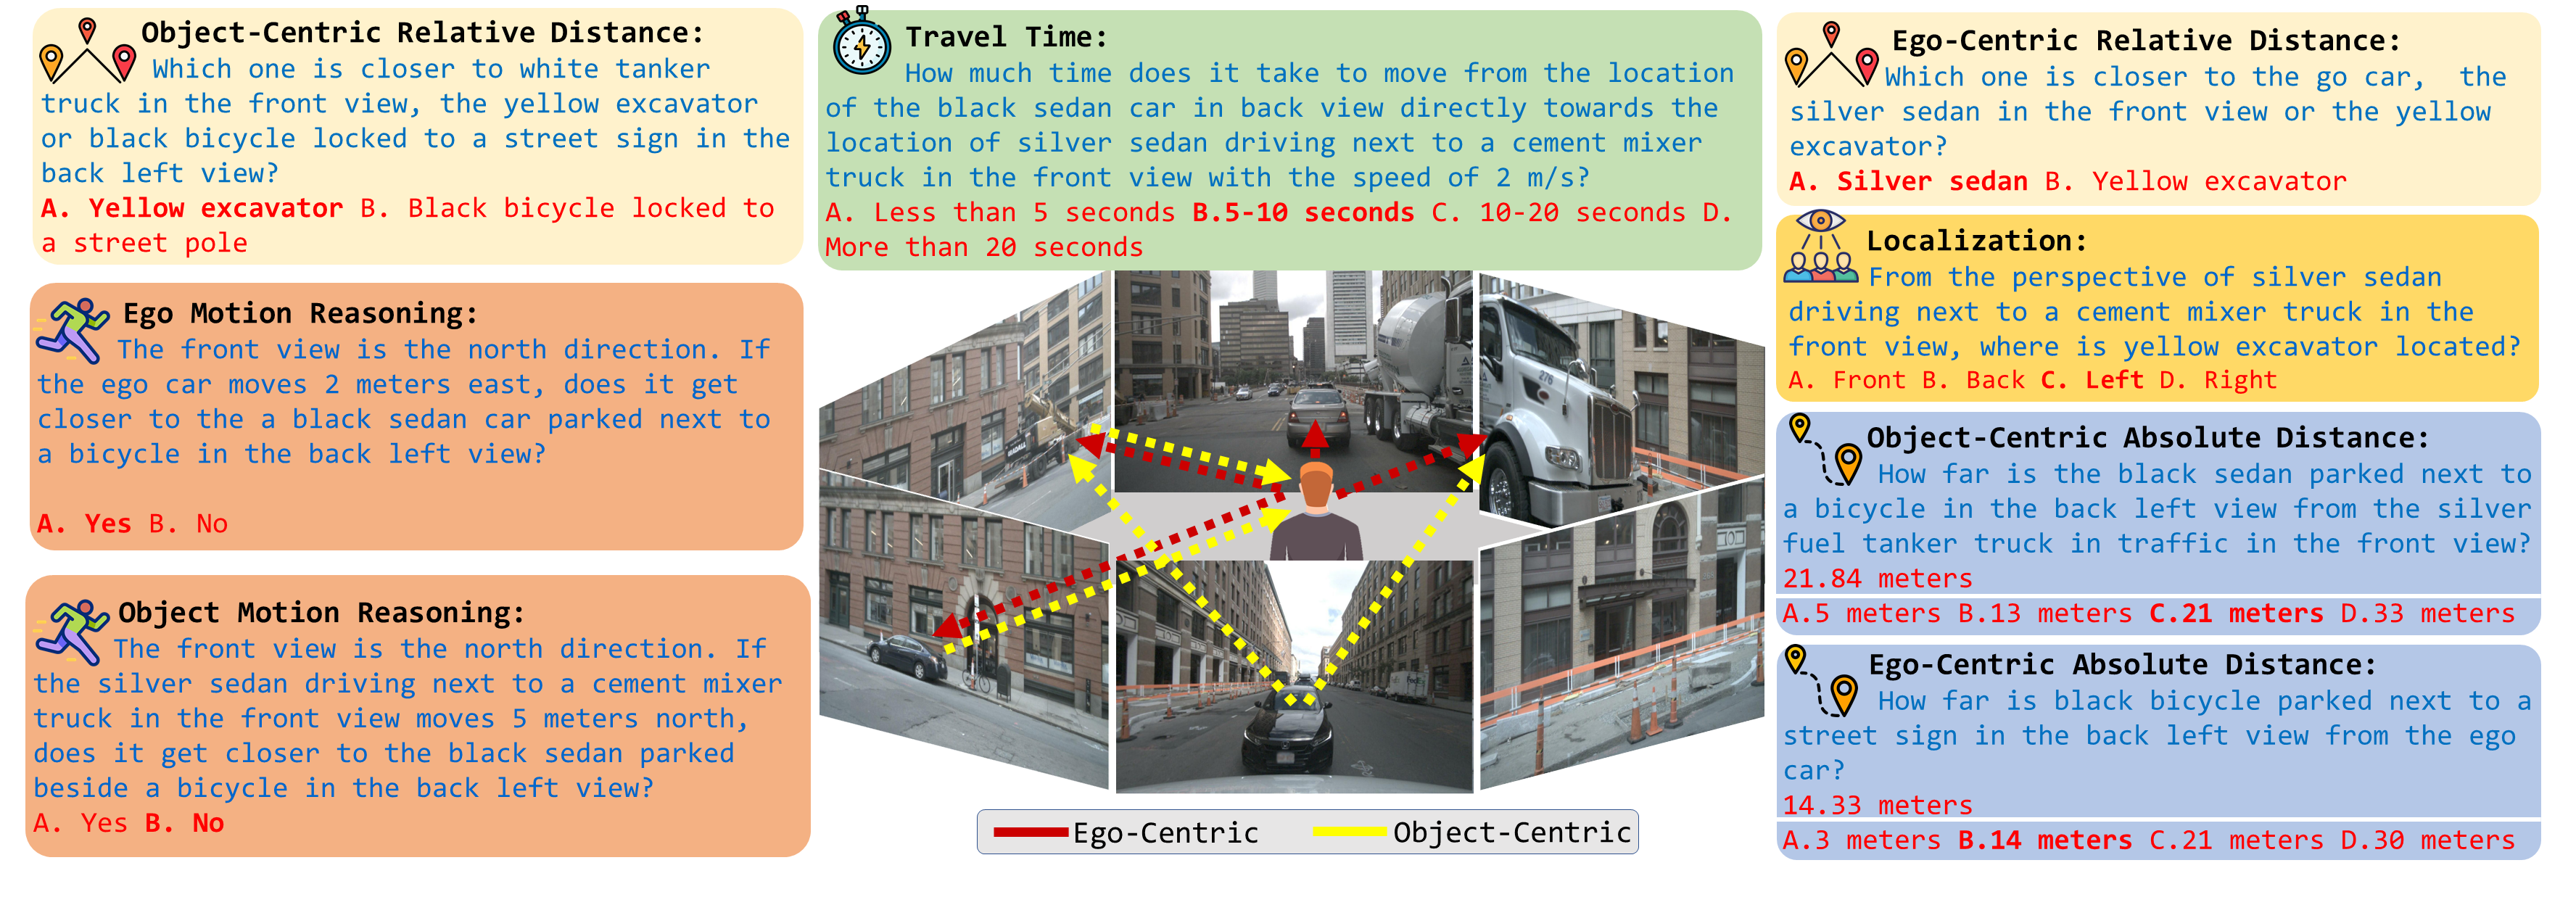 Object-Centric Relative Distance:
Which one is closer to white tanker
truck in the front view, the yellow excavator
or black bicycle locked to a street sign in the
back left view?
A. Yellow excavator B. Black bicycle locked to
a street pole
Ego Motion Reasoning:
The front view is the north direction. If
the ego car moves 2 meters east, does it get
closer to the a black sedan car parked next to
a bicycle in the back left view?
A. Yes B. No
Object Motion Reasoning:
The front view is the north direction. If
the silver sedan driving next to a cement mixer
truck in the front view moves 5 meters north,
does it get closer to the black sedan parked
beside a bicycle in the back left view?
A. Yes B. No
Travel Time:
How much time does it take to move from the location
of the black sedan car in back view directly towards the
location of silver sedan driving next to a cement mixer
truck in the front view with the speed of 2 m/s?
A. Less than 5 seconds B.5-10 seconds C. 10-20 seconds D.
More than 20 seconds
276
Ego-Centric
Object-Centric
Ego-Centric Relative Distance:
Which one is closer to the go car, the
silver sedan in the front view or the yellow
excavator?
A. Silver sedan B. Yellow excavator
Localization:
From the perspective of silver sedan
driving next to a cement mixer truck in the
front view, where is yellow excavator located?
A. Front B. Back C. Left D. Right
Object-Centric Absolute Distance:
How far is the black sedan parked next to
a bicycle in the back left view from the silver
fuel tanker truck in traffic in the front view?
21.84 meters
A.5 meters B.13 meters C.21 meters D.33 meters
Ego-Centric Absolute Distance:
How far is black bicycle parked next to a
street sign in the back left view from the ego
car?
14.33 meters
A.3 meters B.14 meters C.21 meters D.30 meters